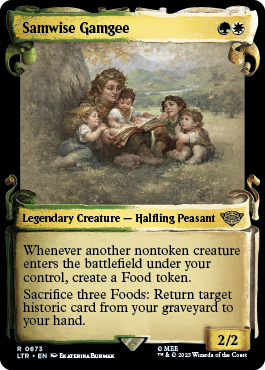 Samwise Gamgee
Legendary Creature — Halfling Peasant
Whenever another nontoken creature
enters the battlefield under your
control, create a Food token.
Sacrifice three Foods: Return target
historic card from your graveyard to
your hand.
2/2
R 0673
LTR • EN Ekaterina Burmak
© MEE
™ & © 2023 Wizards of the Coast